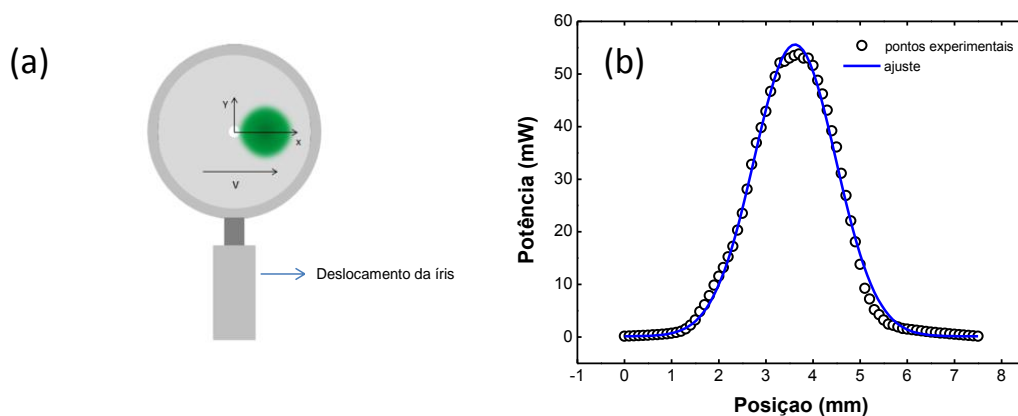 (a)
Y
X
V
Deslocamento da íris
(b)
pontos experimentais
ajuste
Potência (mW)
60
50
40
30
20
10
0
-1 0 1 2 3 4 5 6 7 8
Posiçao (mm)